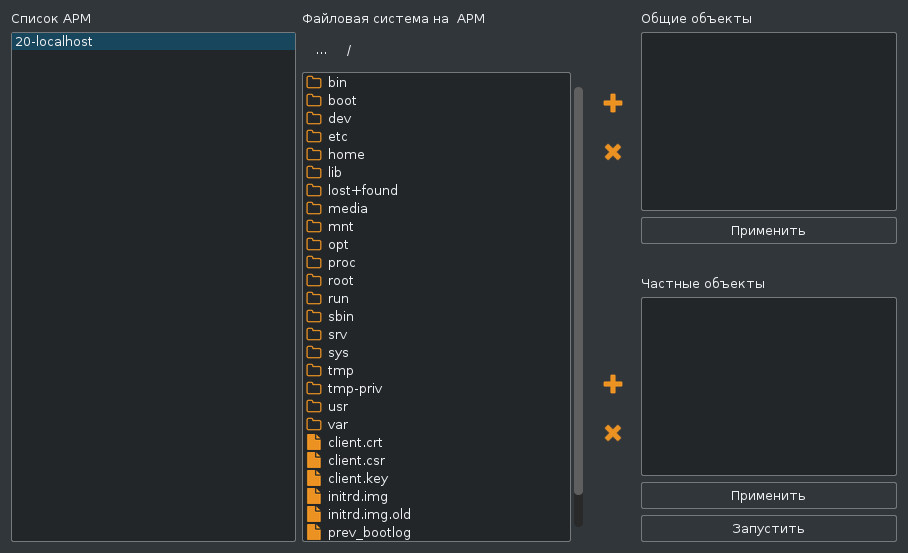 Список АРМ
20-localhost
Файловая система на АРМ
... /
bin
boot
dev
etc
home
lib
lost+found
media
mnt
opt
proc
root
run
sbin
srv
sys
tmp
tmp-priv
usr
var
client.crt
client.csr
client.key
initrd.img
initrd.img.old
prev_bootlog
Общие объекты
Применить
Частные объекты
Применить
Запустить